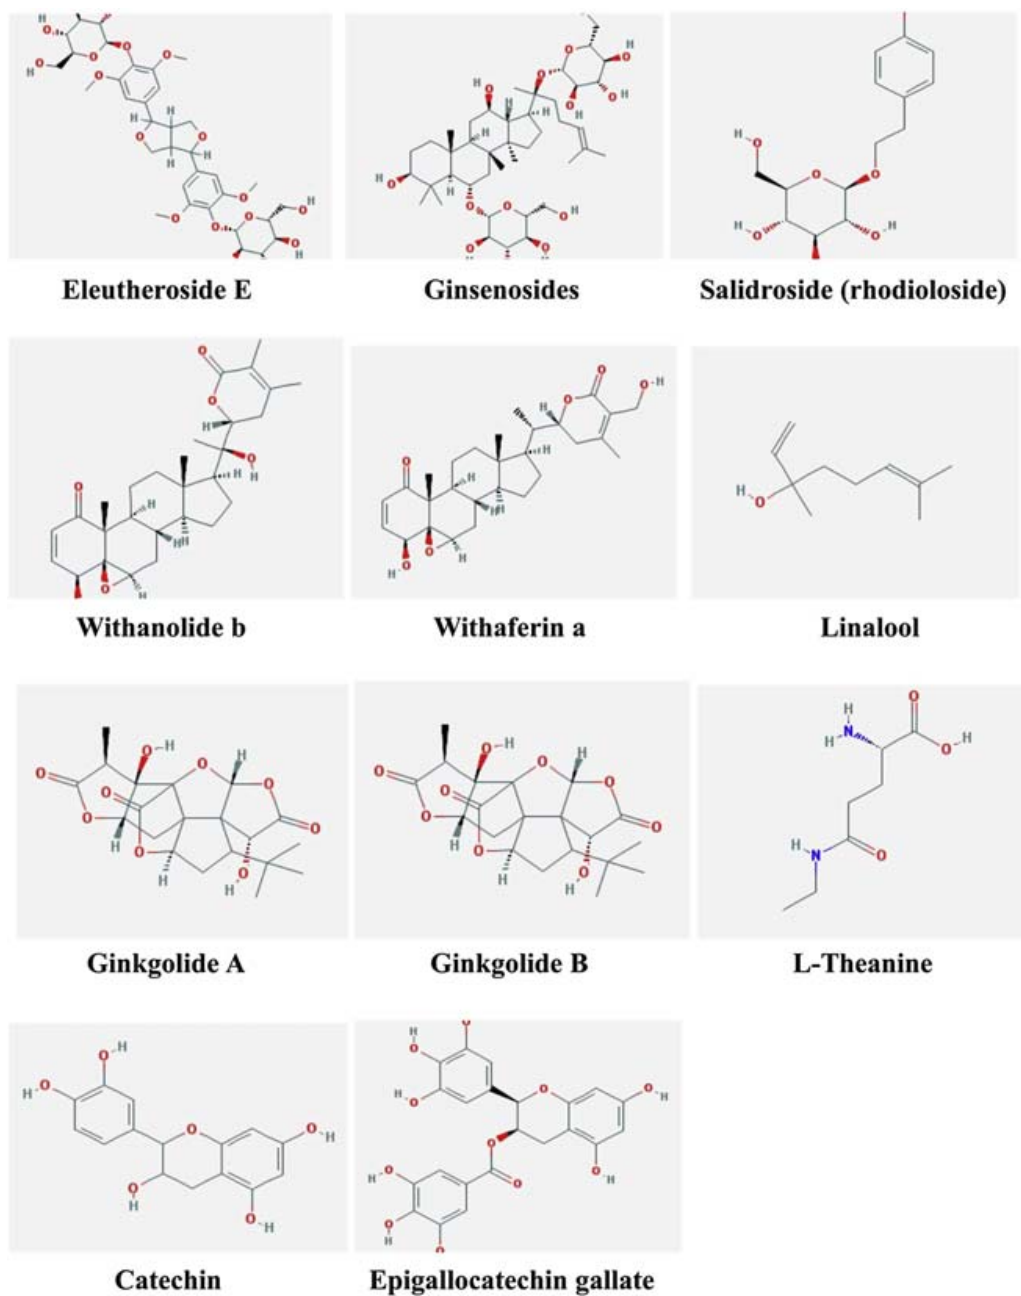 Eleutheroside E
Ginsenosides
Salidroside (rhodioloside)
Withanolide b
Withaferin a
Linalool
Ginkgolide A
Ginkgolide B
L-Theanine
Catechin
Epigallocatechin gallate